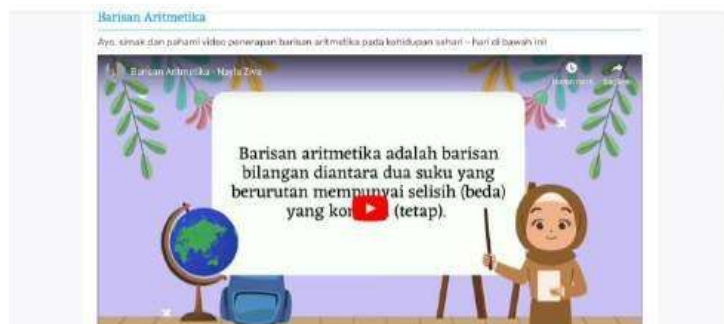 Barisan Aritmetika
Ayo, simak dan pahami video penerapan barisan aritmetika pada kehidupan sehari – hari di bawah ini!
Barisan Aritmetika - Nayla Ziva
Barisan aritmetika adalah barisan
bilangan diantara dua suku yang
berurutan mempunyai selisih (beda)
yang (tetap).